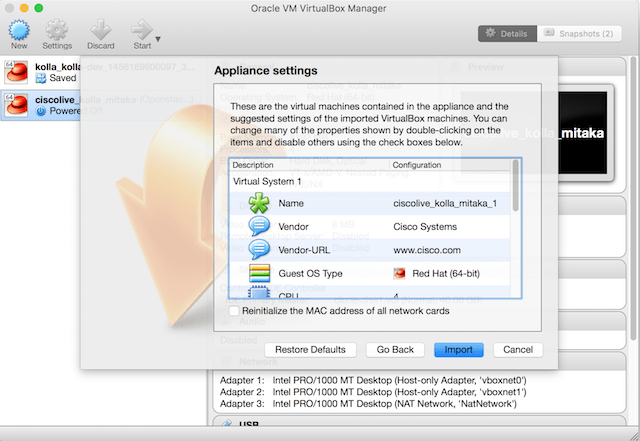 Oracle VM VirtualBox Manager
New
Settings
Discard
Start
Details
Snapshots (2)
64
kolla_kolla-dev_1456189600097_3...
Saved
64
ciscolive_kolla_mitaka (Openstac...
Powered Off
Preview
kolla_mitaka
Appliance settings
These are the virtual machines contained in the appliance and the
suggested settings of the imported VirtualBox machines. You can
change many of the properties shown by double-clicking on the
items and disable others using the check boxes below.
Description
Configuration
Virtual System 1
Name
ciscolive_kolla_mitaka_1
Vendor
Cisco Systems
Vendor-URL
www.cisco.com
Guest OS Type
Red Hat (64-bit)
CPU
4
Reinitialize the MAC address of all network cards
Audio
Disabled
Restore Defaults
Go Back
Import
Cancel
Network
Adapter 1: Intel PRO/1000 MT Desktop (Host-only Adapter, 'vboxnet0')
Adapter 2: Intel PRO/1000 MT Desktop (Host-only Adapter, 'vboxnet1')
Adapter 3: Intel PRO/1000 MT Desktop (NAT Network, 'NatNetwork')
USB